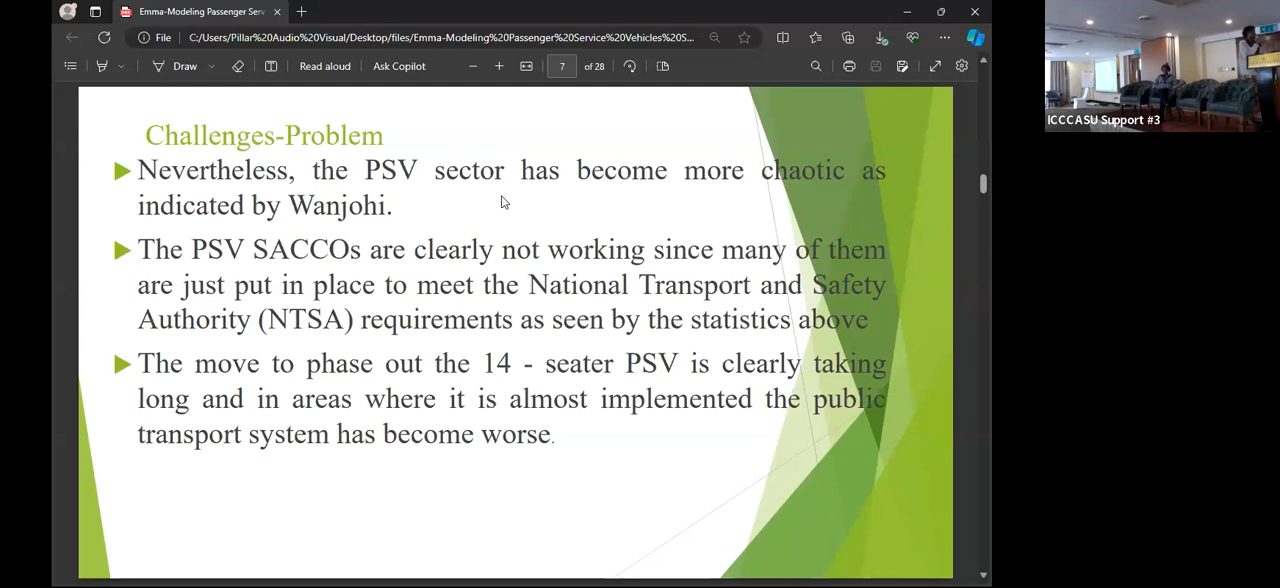 Emma-Modeling Passenger Serv
File
C:/Users/Pillar%20Audio%20Visual/Desktop/files/Emma-Modeling%20Passenger%20Service%20Vehicles%20S...
Draw
Read aloud
Ask Copilot
7
of 28
Challenges-Problem
Nevertheless, the PSV sector has become more chaotic as
indicated by Wanjohi.
The PSV SACCOs are clearly not working since many of them
are just put in place to meet the National Transport and Safety
Authority (NTSA) requirements as seen by the statistics above
The move to phase out the 14 - seater PSV is clearly taking
long and in areas where it is almost implemented the public
transport system has become worse.
ICCCASU Support #3